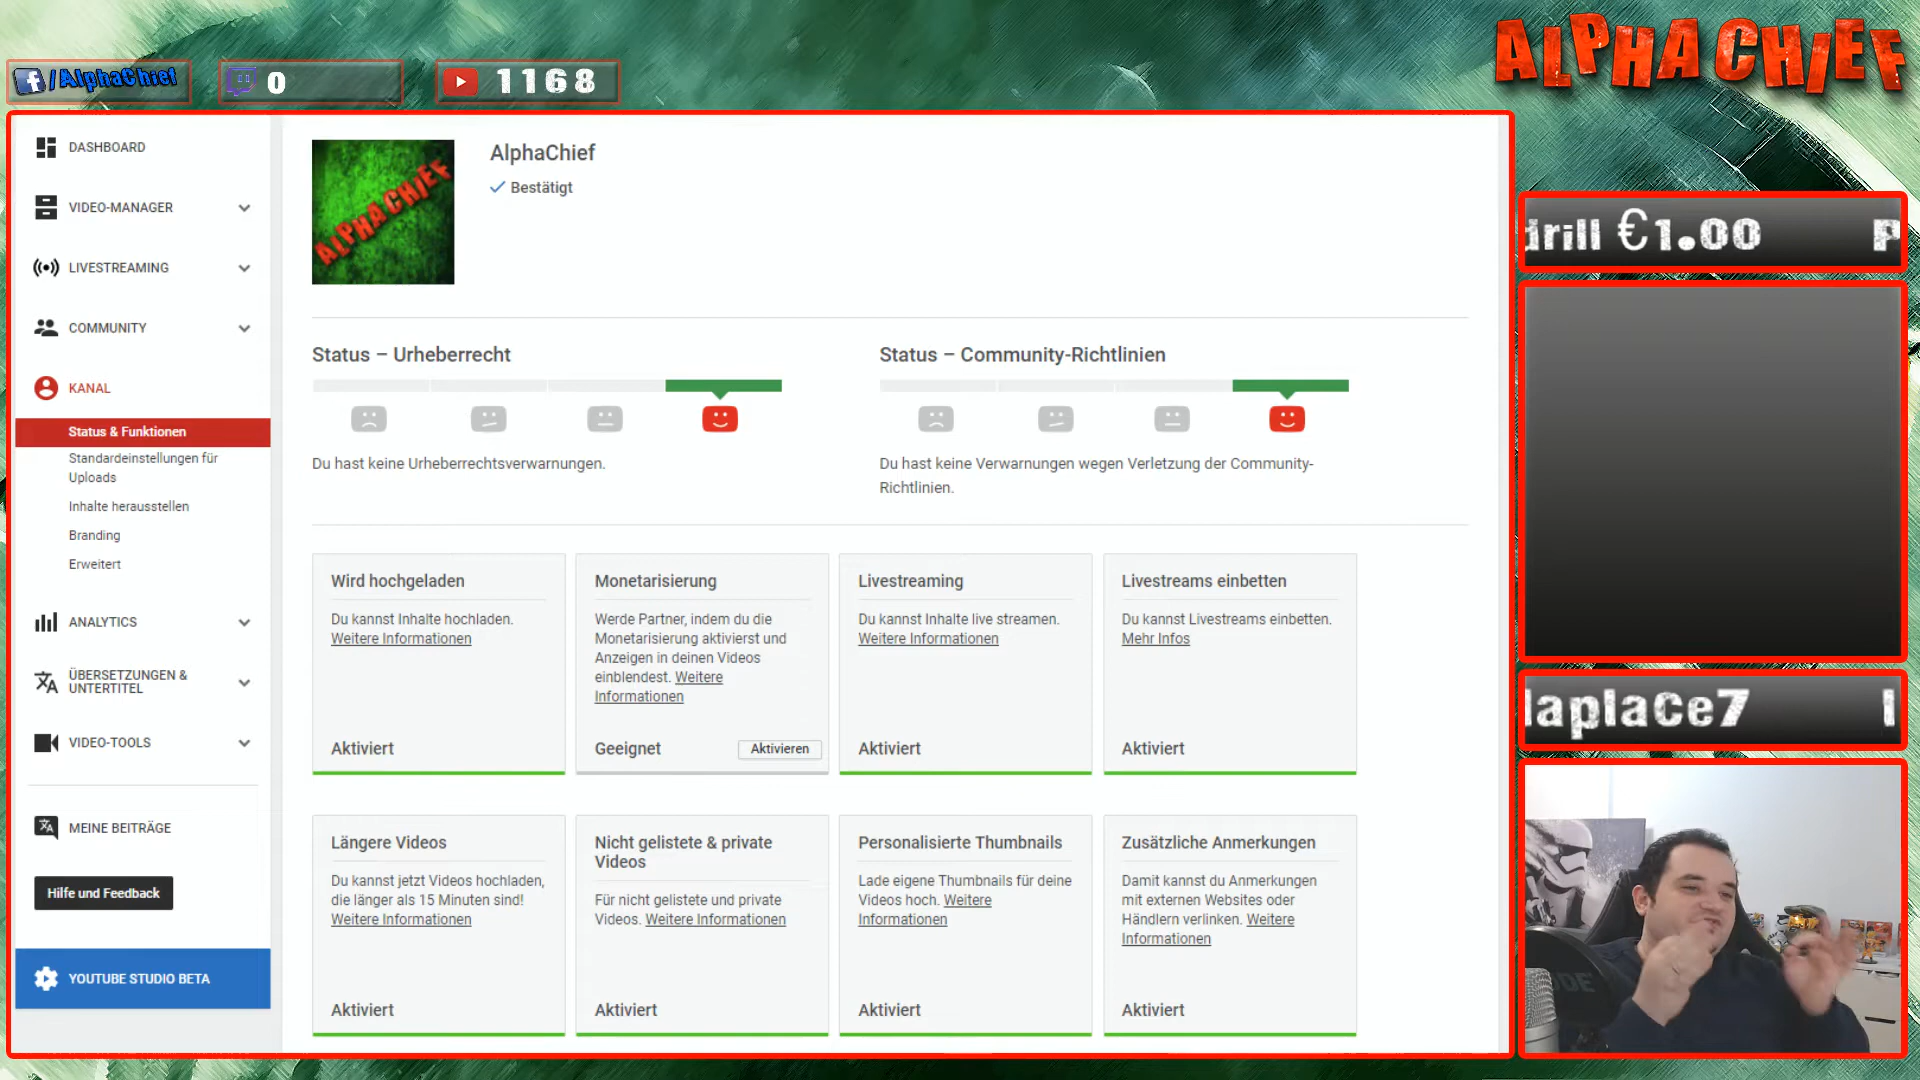 ALPHA CHIEF
/AlphaChief
0
1168
DASHBOARD
VIDEO-MANAGER
LIVESTREAMING
COMMUNITY
KANAL
Status & Funktionen
Standardeinstellungen für
Uploads
Inhalte herausstellen
Branding
Erweitert
ANALYTICS
ÜBERSETZUNGEN &
UNTERTITEL
VIDEO-TOOLS
MEINE BEITRÄGE
Hilfe und Feedback
YOUTUBE STUDIO BETA
ALPHA CHIEF
AlphaChief
Bestätigt
Status – Urheberrecht
Du hast keine Urheberrechtsverwarnungen.
Status – Community-Richtlinien
Du hast keine Verwarnungen wegen Verletzung der Community-
Richtlinien.
Wird hochgeladen
Du kannst Inhalte hochladen.
Weitere Informationen
Aktiviert
Monetarisierung
Werde Partner, indem du die
Monetarisierung aktivierst und
Anzeigen in deinen Videos
einblendest. Weitere
Informationen
Geeignet
Aktivieren
Livestreaming
Du kannst Inhalte live streamen.
Weitere Informationen
Aktiviert
Livestreams einbetten
Du kannst Livestreams einbetten.
Mehr Infos
Aktiviert
Längere Videos
Du kannst jetzt Videos hochladen,
die länger als 15 Minuten sind!
Weitere Informationen
Aktiviert
Nicht gelistete & private
Videos
Für nicht gelistete und private
Videos. Weitere Informationen
Aktiviert
Personalisierte Thumbnails
Lade eigene Thumbnails für deine
Videos hoch. Weitere
Informationen
Aktiviert
Zusätzliche Anmerkungen
Damit kannst du Anmerkungen
mit externen Websites oder
Händlern verlinken. Weitere
Informationen
Aktiviert
drill €1.00 P
laplaCe7